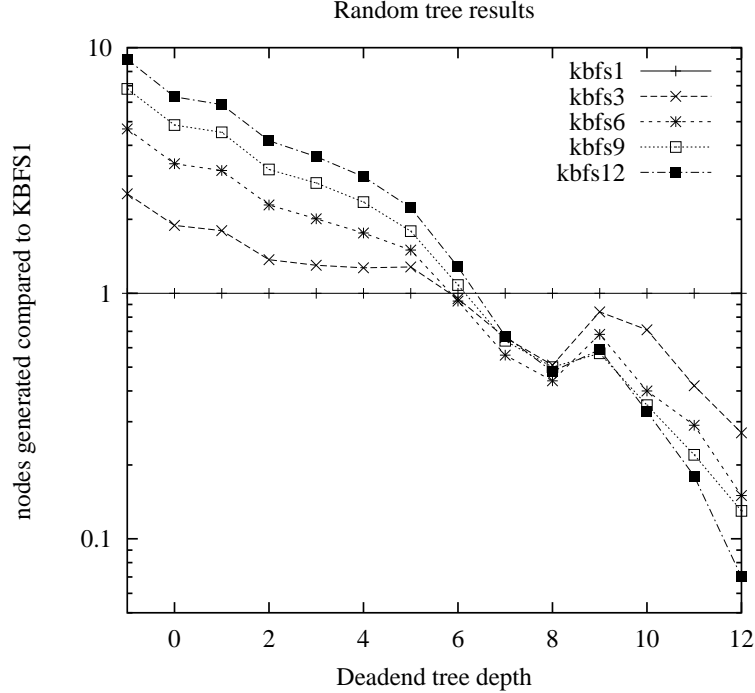 Random tree results
10
1
0.1
nodes generated compared to KBFS1
kbfs1
kbfs3
kbfs6
kbfs9
kbfs12
0 2 4 6 8 10 12
Deadend tree depth